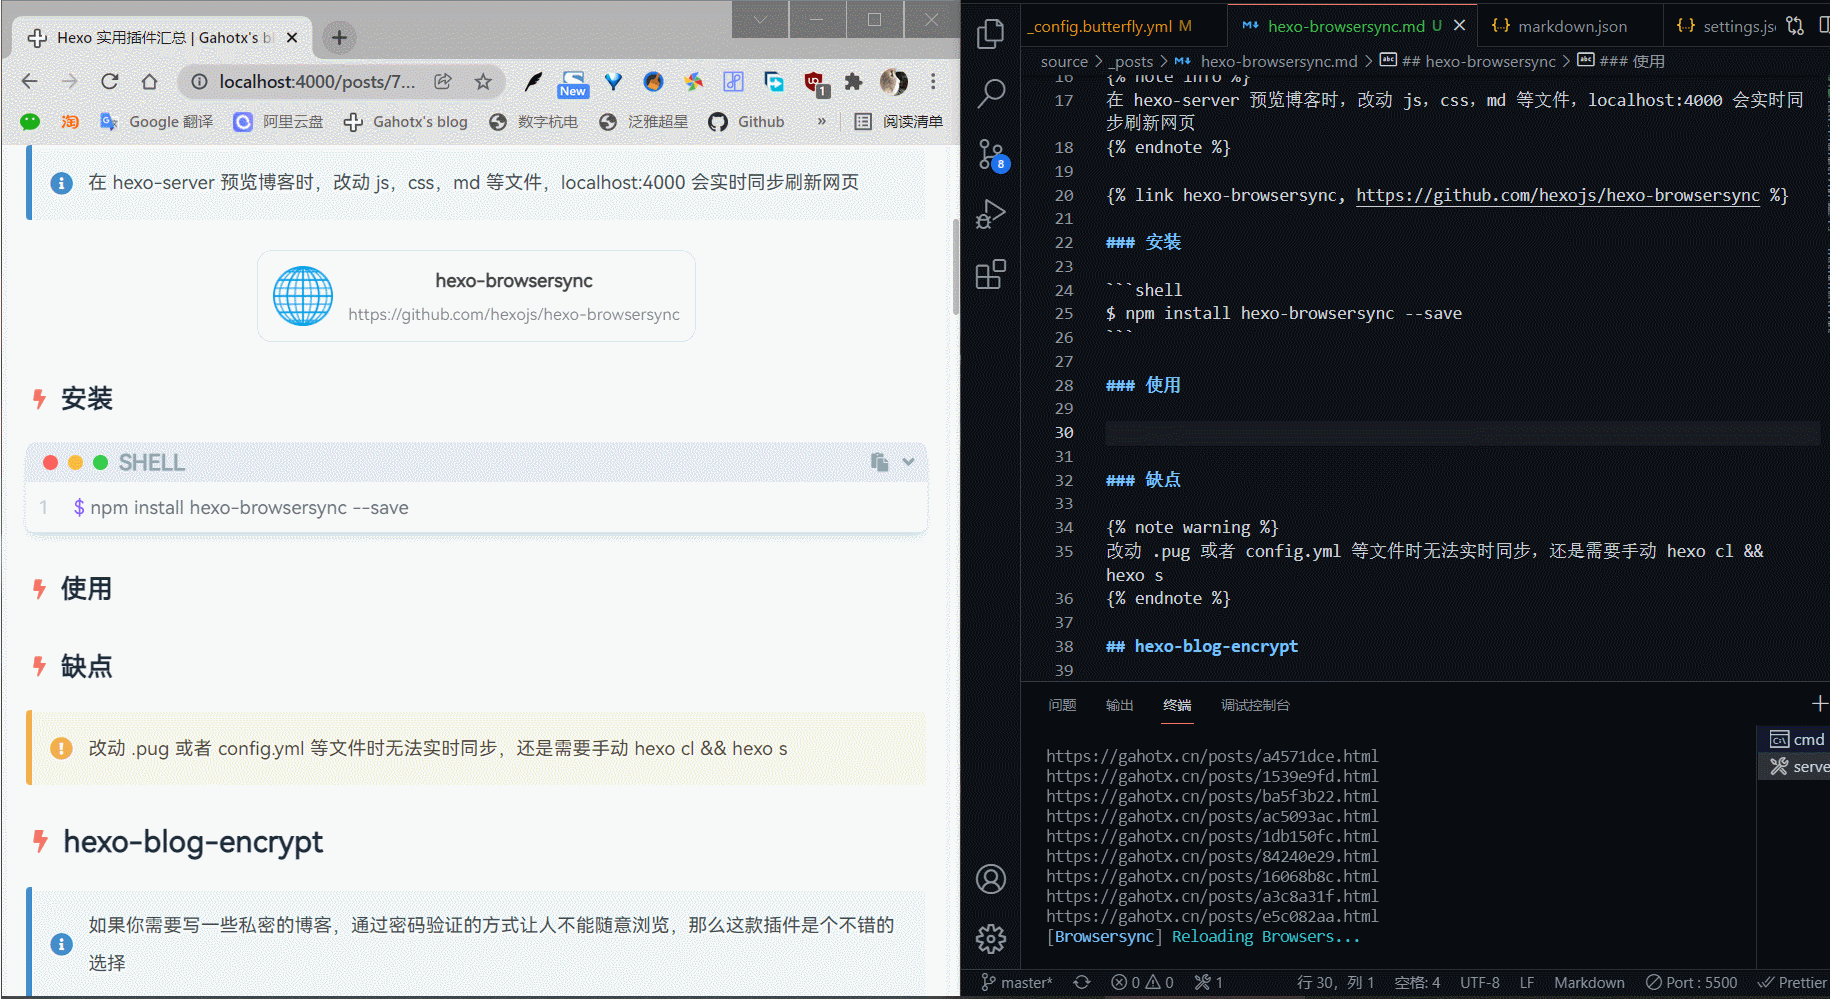 Hexo 实用插件汇总 | Gahotx's bl
localhost:4000/posts/7...
New
1
Google 翻译
阿里云盘
Gahotx's blog
数字杭电
泛雅超星
Github
»
阅读清单
淘
在 hexo-server 预览博客时，改动 js，css，md 等文件，localhost:4000 会实时同步刷新网页
hexo-browsersync
https://github.com/hexojs/hexo-browsersync
安装
SHELL
1 $ npm install hexo-browsersync --save
使用
缺点
改动 .pug 或者 config.yml 等文件时无法实时同步，还是需要手动 hexo cl && hexo s
hexo-blog-encrypt
如果你需要写一些私密的博客，通过密码验证的方式让人不能随意浏览，那么这款插件是个不错的
选择
_config.butterfly.yml M
hexo-browsersync.md U
{} markdown.json
{} settings.js
source > _posts > hexo-browsersync.md > ## hexo-browsersync > ### 使用
8
16 {% note info %}
17 在 hexo-server 预览博客时，改动 js，css，md 等文件，localhost:4000 会实时同
步刷新网页
18 {% endnote %}
19
20 {% link hexo-browsersync, https://github.com/hexojs/hexo-browsersync %}
21
22 ### 安装
23
24 ```shell
25 $ npm install hexo-browsersync --save
26 ```
27
28 ### 使用
29
30
31
32 ### 缺点
33
34 {% note warning %}
35 改动 .pug 或者 config.yml 等文件时无法实时同步，还是需要手动 hexo cl &&
hexo s
36 {% endnote %}
37
38 ## hexo-blog-encrypt
39
问题 输出 终端 调试控制台
cmd
serve
https://gahotx.cn/posts/a4571dce.html
https://gahotx.cn/posts/1539e9fd.html
https://gahotx.cn/posts/ba5f3b22.html
https://gahotx.cn/posts/ac5093ac.html
https://gahotx.cn/posts/1db150fc.html
https://gahotx.cn/posts/84240e29.html
https://gahotx.cn/posts/16068b8c.html
https://gahotx.cn/posts/a3c8a31f.html
https://gahotx.cn/posts/e5c082aa.html
[Browsersync] Reloading Browsers...
master* 0 0 1 行 30，列 1 空格: 4 UTF-8 LF Markdown Port : 5500 Prettier